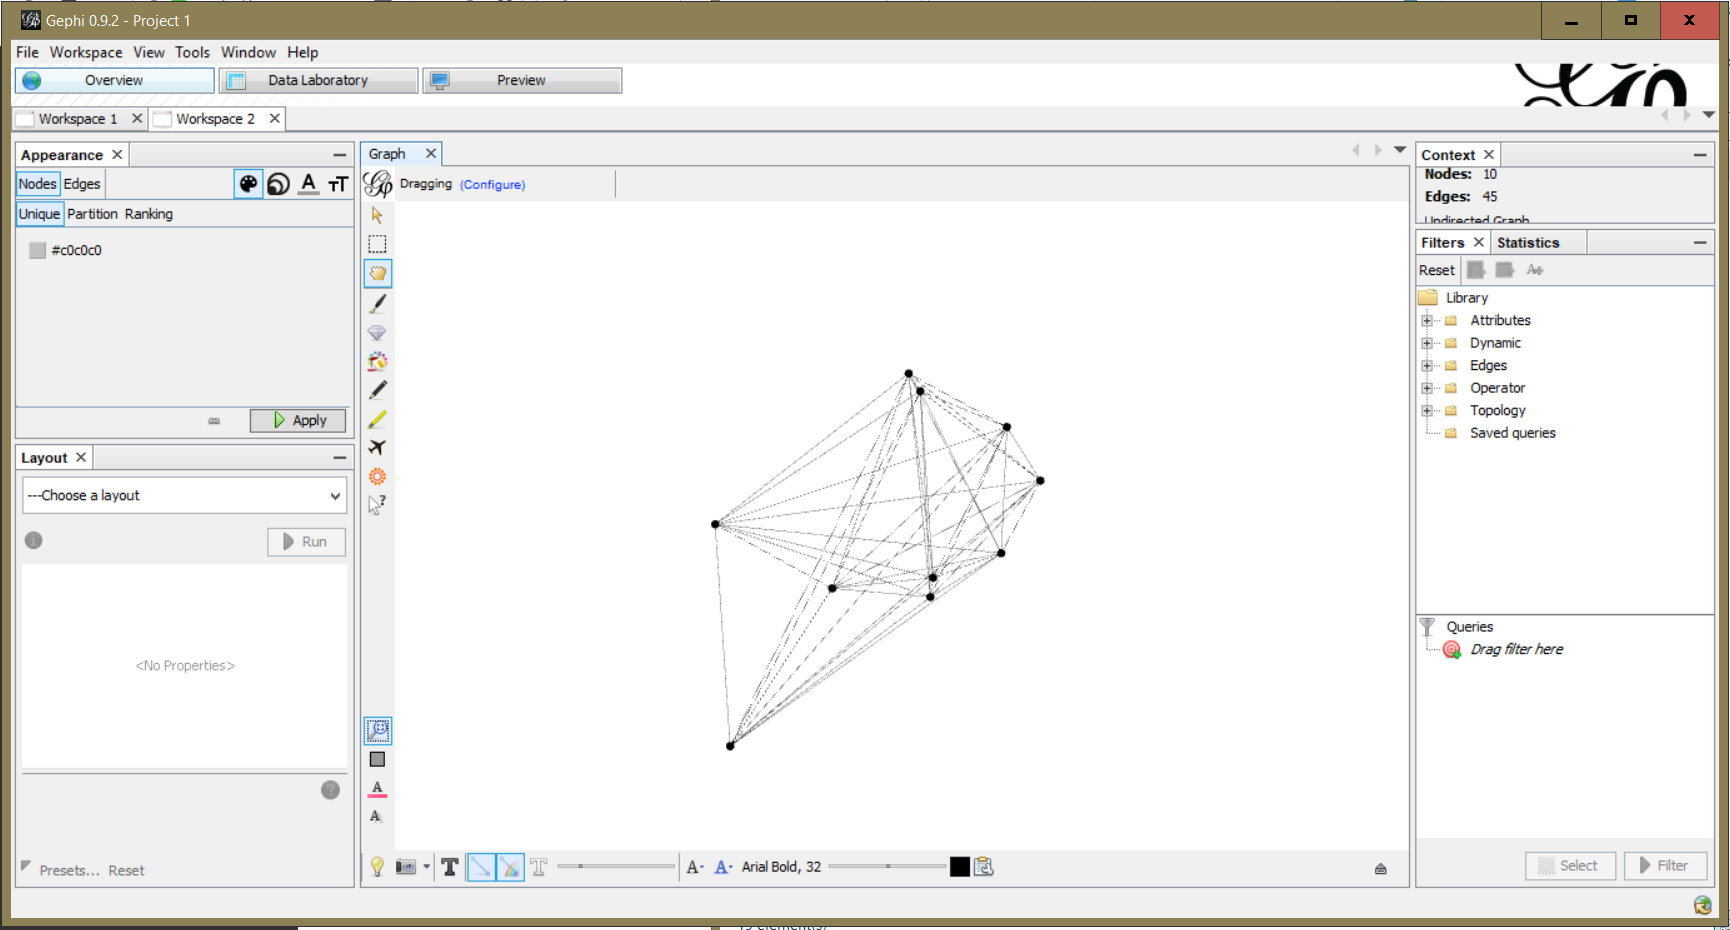 Gephi 0.9.2 - Project 1
File Workspace View Tools Window Help
Overview Data Laboratory Preview
Workspace 1 Workspace 2
Appearance
Nodes Edges
Unique Partition Ranking
#c0c0c0
Apply
Layout
---Choose a layout
Run
<No Properties>
Presets... Reset
Graph
Dragging (Configure)
Arial Bold, 32
Context
Nodes: 10
Edges: 45
Undirected Graph
Filters Statistics
Reset
Library
Attributes
Dynamic
Edges
Operator
Topology
Saved queries
Queries
Drag filter here
Select Filter